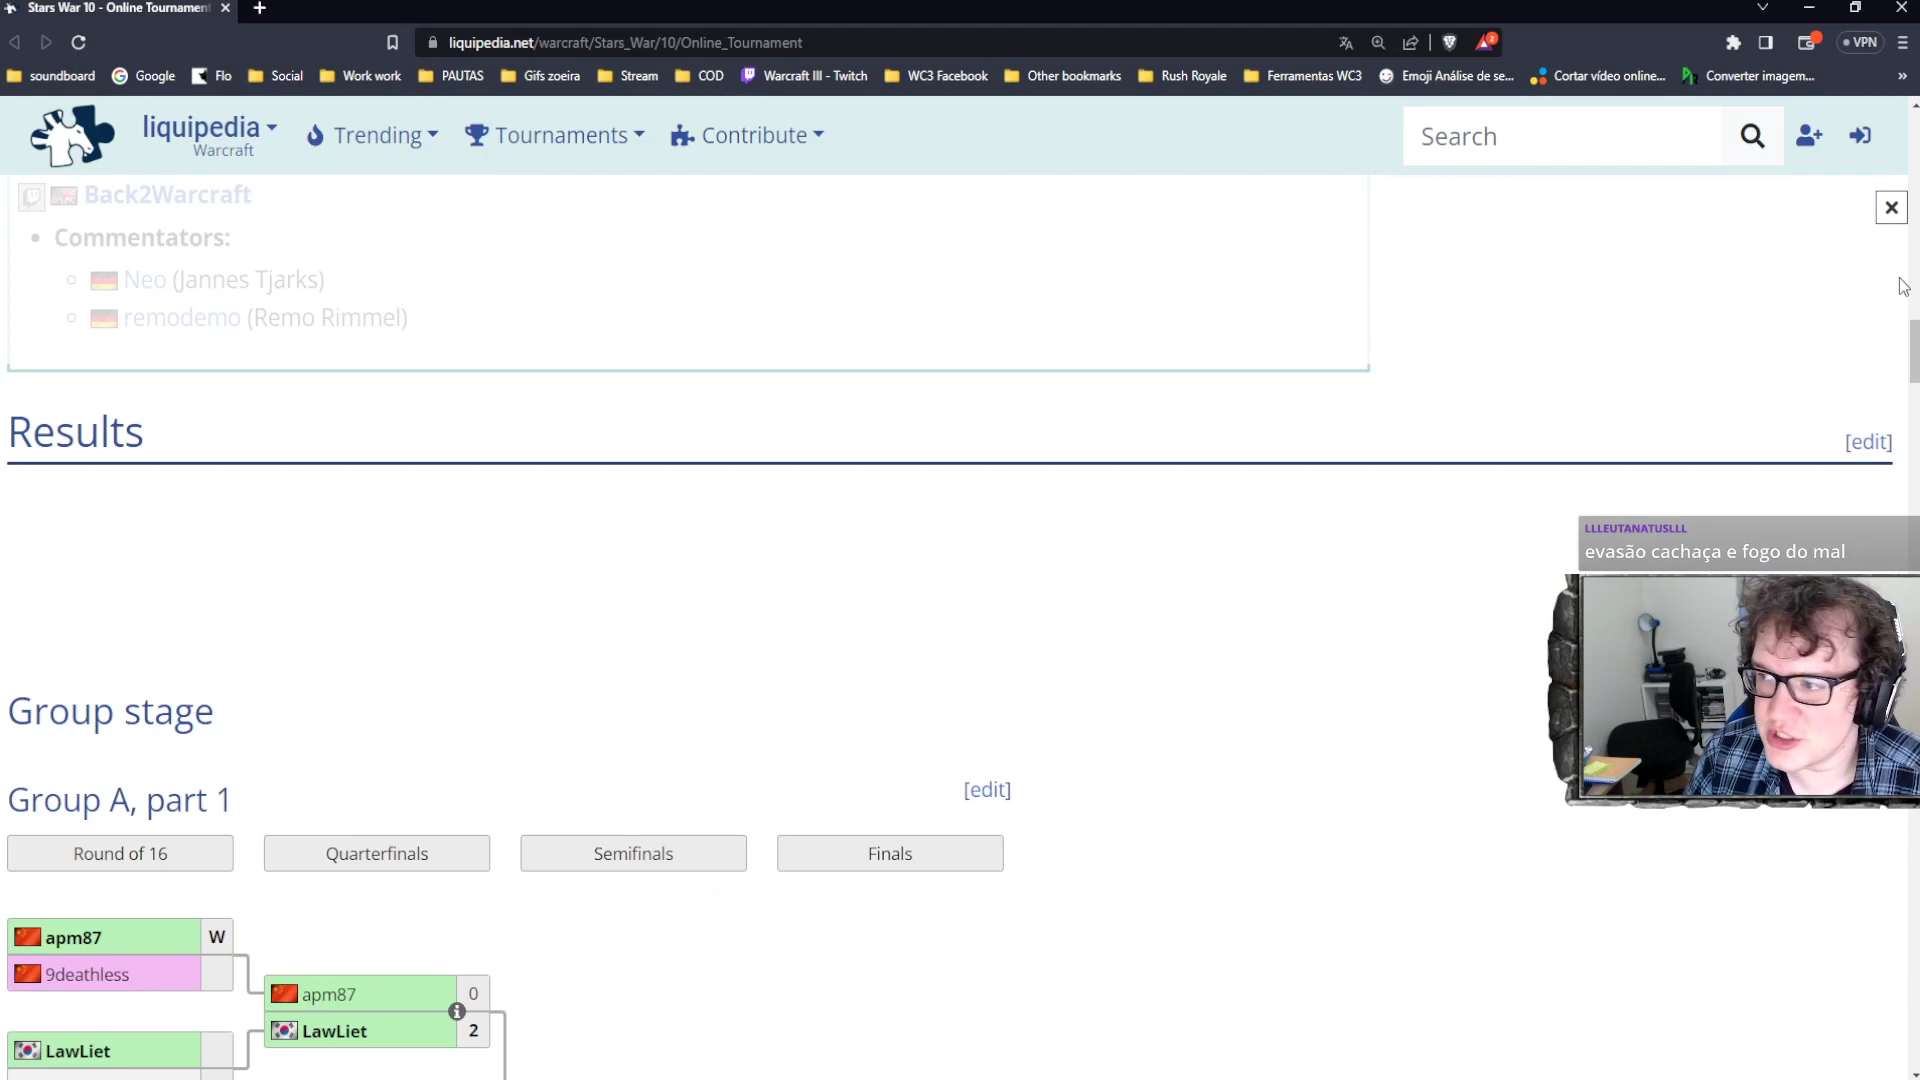 Stars War 10 - Online Tournament
liquipedia.net/warcraft/Stars_War/10/Online_Tournament
2
VPN
soundboard
Google
Flo
Social
Work work
PAUTAS
Gifs zoeira
Stream
COD
Warcraft III - Twitch
WC3 Facebook
Other bookmarks
Rush Royale
Ferramentas WC3
Emoji Análise de se...
Cortar vídeo online...
Converter imagem...
liquipedia
Warcraft
Trending
Tournaments
Contribute
Search
Back2Warcraft
Commentators:
Neo (Jannes Tjarks)
remodemo (Remo Rimmel)
Results
[edit]
LLLEUTANATUSLLL
evasão cachaça e fogo do mal
Group stage
Group A, part 1
[edit]
Round of 16
Quarterfinals
Semifinals
Finals
apm87 W
9deathless
apm87 0
LawLiet 2
LawLiet